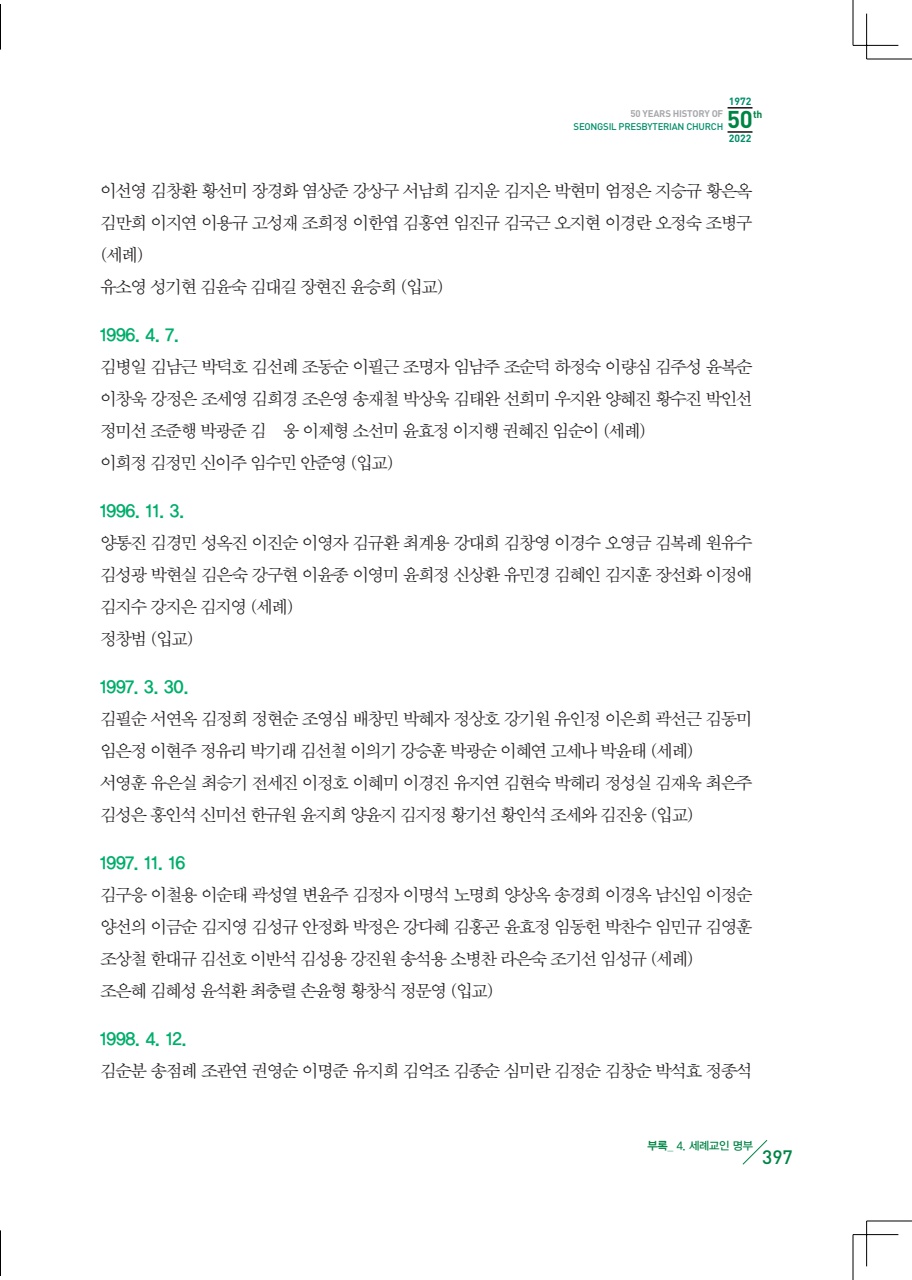 1972
50 YEARS HISTORY OF
SEONGSIL PRESBYTERIAN CHURCH
50th
2022
이선영 김창환 황선미 장경화 염상준 강상구 서남희 김지운 김지은 박현미 엄정은 지승규 황은옥
김만희 이지연 이용규 고성재 조희정 이한엽 김홍연 임진규 김국근 오지현 이경란 오정숙 조병구
(세례)
유소영 성기현 김윤숙 김대길 장현진 윤승희 (입교)
1996. 4. 7.
김병일 김남근 박덕호 김선례 조동순 이필근 조명자 임남주 조순덕 하정숙 이량심 김주성 윤복순
이창욱 강정은 조세영 김희경 조은영 송재철 박상욱 김태완 선희미 우지완 양혜진 황수진 박인선
정미선 조준행 박광준 김 웅 이제형 소선미 윤효정 이지행 권혜진 임순이 (세례)
이희정 김정민 신이주 임수민 안준영 (입교)
1996. 11. 3.
양통진 김경민 성옥진 이진순 이영자 김규환 최계용 강대희 김창영 이경수 오영금 김복례 원유수
김성광 박현실 김은숙 강구현 이윤종 이영미 윤희정 신상환 유민경 김혜인 김지훈 장선화 이정애
김지수 강지은 김지영 (세례)
정창범 (입교)
1997. 3. 30.
김필순 서연옥 김정희 정현순 조영심 배창민 박혜자 정상호 강기원 유인정 이은희 곽선근 김동미
임은정 이현주 정유리 박기래 김선철 이의기 강승훈 박광순 이혜연 고세나 박윤태 (세례)
서영훈 유은실 최승기 전세진 이정호 이혜미 이경진 유지연 김현숙 박헤리 정성실 김재욱 최은주
김성은 홍인석 신미선 한규원 윤지희 양윤지 김지정 황기선 황인석 조세와 김진웅 (입교)
1997. 11. 16
김구응 이철용 이순태 곽성열 변윤주 김정자 이명석 노명희 양상옥 송경희 이경옥 남신임 이정순
양선의 이금순 김지영 김성규 안정화 박정은 강다혜 김홍곤 윤효정 임동헌 박찬수 임민규 김영훈
조상철 한대규 김선호 이반석 김성용 강진원 송석용 소병찬 라은숙 조기선 임성규 (세례)
조은혜 김혜성 윤석환 최충렬 손윤형 황창식 정문영 (입교)
1998. 4. 12.
김순분 송점례 조관연 권영순 이명준 유지희 김억조 김종순 심미란 김정순 김창순 박석효 정종석
부록_ 4. 세례교인 명부
397